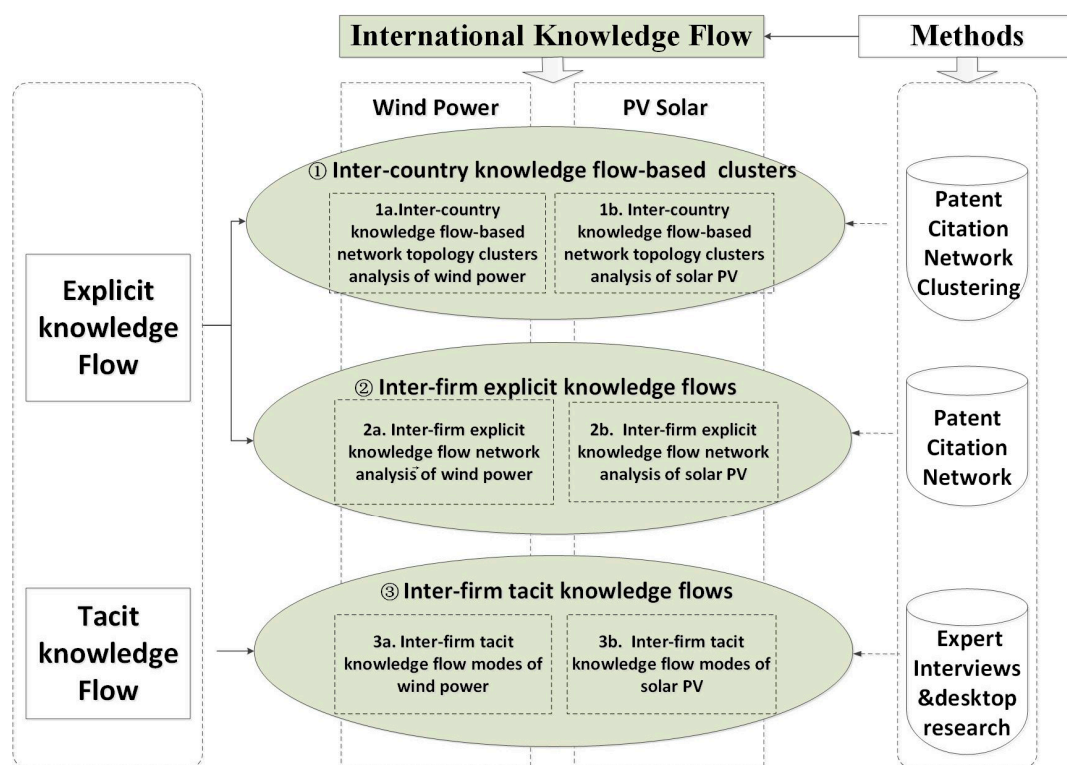 International Knowledge Flow
Methods
Wind Power
PV Solar
① Inter-country knowledge flow-based clusters
1a.Inter-country
knowledge flow-based
network topology clusters
analysis of wind power
1b. Inter-country
knowledge flow-based
network topology clusters
analysis of solar PV
Patent
Citation
Network
Clustering
Explicit
knowledge
Flow
② Inter-firm explicit knowledge flows
2a. Inter-firm explicit
knowledge flow network
analysis of wind power
2b. Inter-firm explicit
knowledge flow network
analysis of solar PV
Patent
Citation
Network
Tacit
knowledge
Flow
③ Inter-firm tacit knowledge flows
3a. Inter-firm tacit
knowledge flow modes of
wind power
3b. Inter-firm tacit
knowledge flow modes of
solar PV
Expert
Interviews
&desktop
research